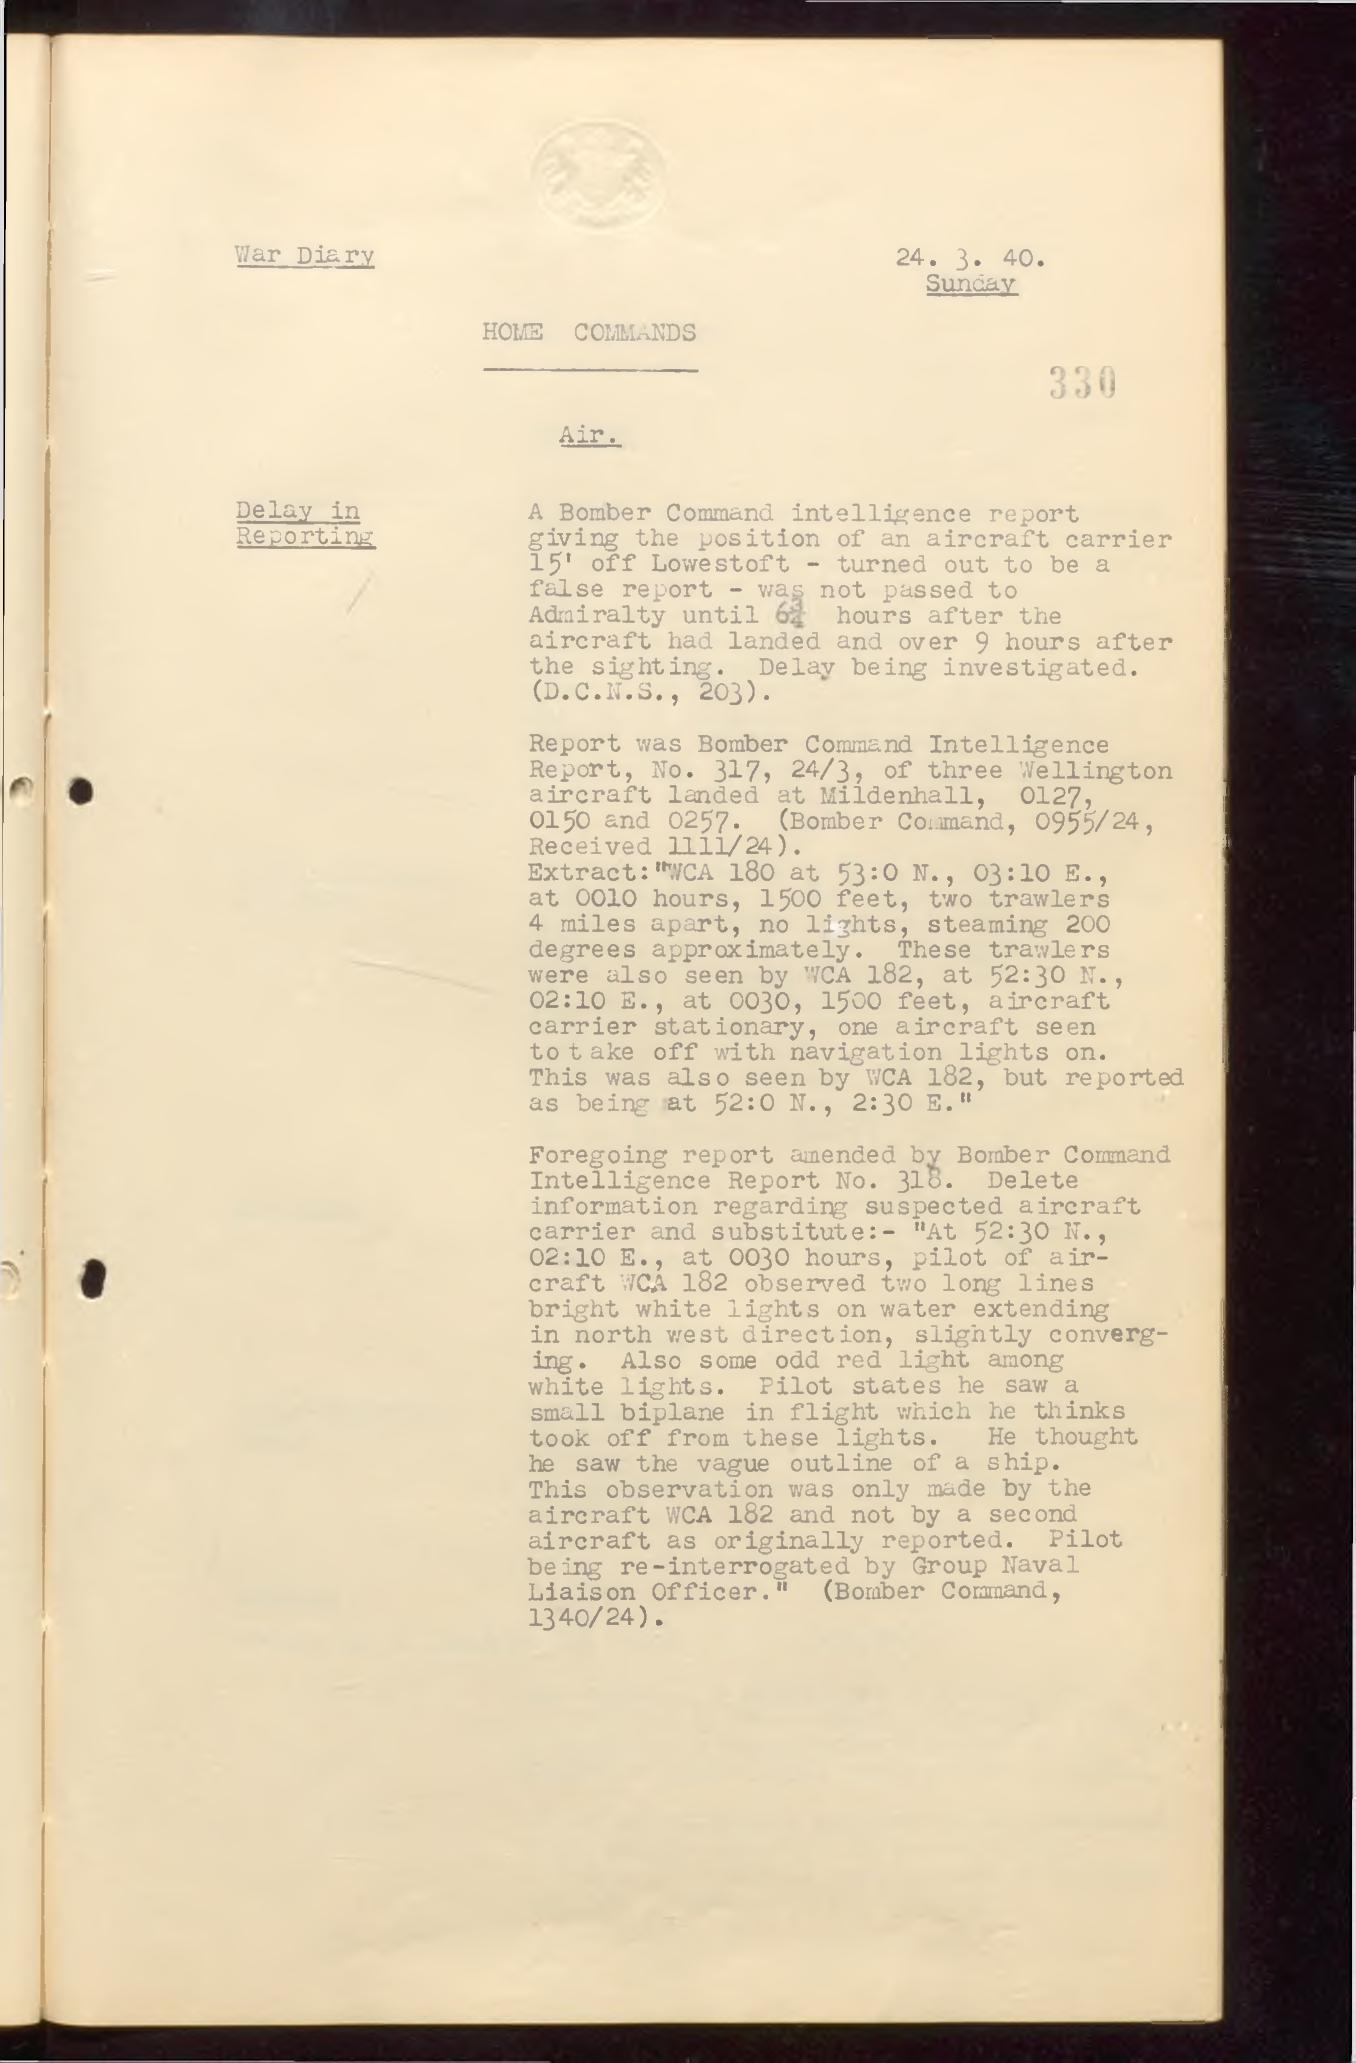 War Diary
24. 3. 40.
Sunday
HOME COMMANDS
330
Air.
Delay in
Reporting
A Bomber Command intelligence report
giving the position of an aircraft carrier
15' off Lowestoft - turned out to be a
false report - was not passed to
Admiralty until 6¾ hours after the
aircraft had landed and over 9 hours after
the sighting. Delay being investigated.
(D.C.N.S., 203).
Report was Bomber Command Intelligence
Report, No. 317, 24/3, of three Wellington
aircraft landed at Mildenhall, 0127,
0150 and 0257. (Bomber Command, 0955/24,
Received 1111/24).
Extract:"WCA 180 at 53:0 N., 03:10 E.,
at 0010 hours, 1500 feet, two trawlers
4 miles apart, no lights, steaming 200
degrees approximately. These trawlers
were also seen by WCA 182, at 52:30 N.,
02:10 E., at 0030, 1500 feet, aircraft
carrier stationary, one aircraft seen
to take off with navigation lights on.
This was also seen by WCA 182, but reported
as being at 52:0 N., 2:30 E."
Foregoing report amended by Bomber Command
Intelligence Report No. 318. Delete
information regarding suspected aircraft
carrier and substitute:- "At 52:30 N.,
02:10 E., at 0030 hours, pilot of air-
craft WCA 182 observed two long lines
bright white lights on water extending
in north west direction, slightly converg-
ing. Also some odd red light among
white lights. Pilot states he saw a
small biplane in flight which he thinks
took off from these lights. He thought
he saw the vague outline of a ship.
This observation was only made by the
aircraft WCA 182 and not by a second
aircraft as originally reported. Pilot
being re-interrogated by Group Naval
Liaison Officer." (Bomber Command,
1340/24).